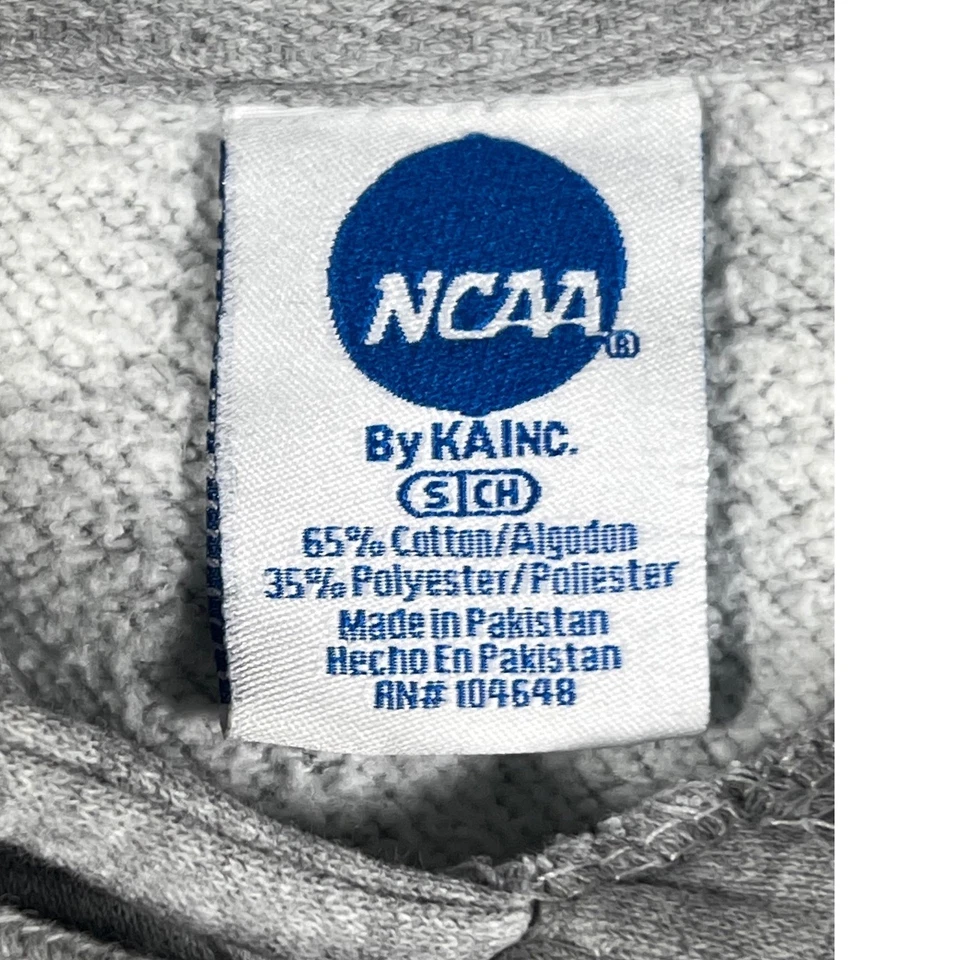 NCAA®
By KA INC.
S CH
65% Cotton/Algodon
35% Polyester/Poliester
Made in Pakistan
Hecho En Pakistan
RN# 104648